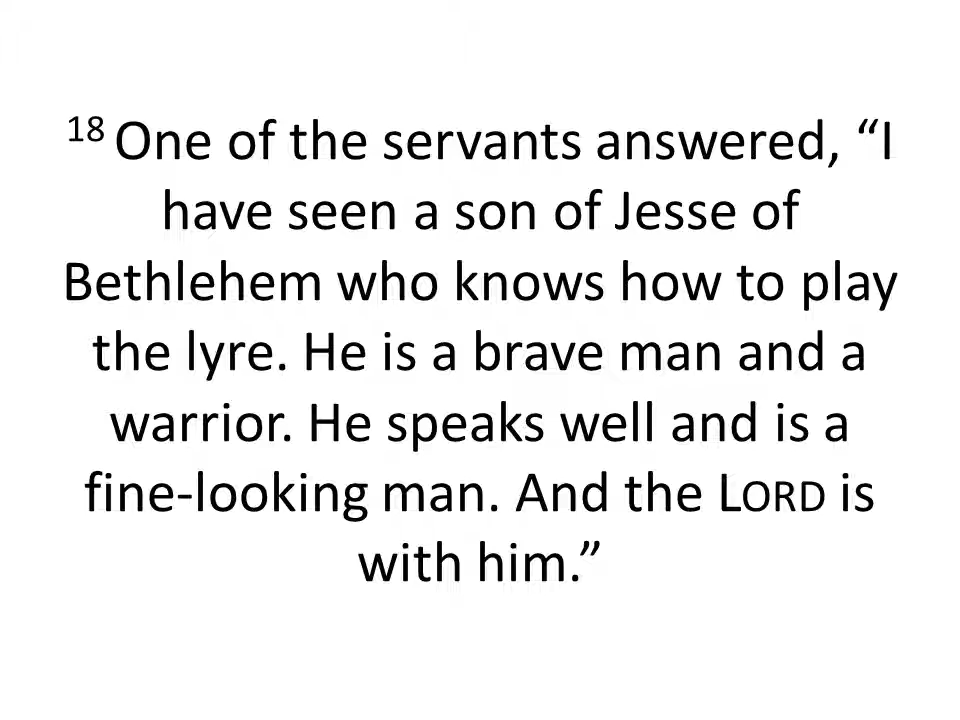 18 One of the servants answered, “I
have seen a son of Jesse of
Bethlehem who knows how to play
the lyre. He is a brave man and a
warrior. He speaks well and is a
fine-looking man. And the LORD is
with him.”